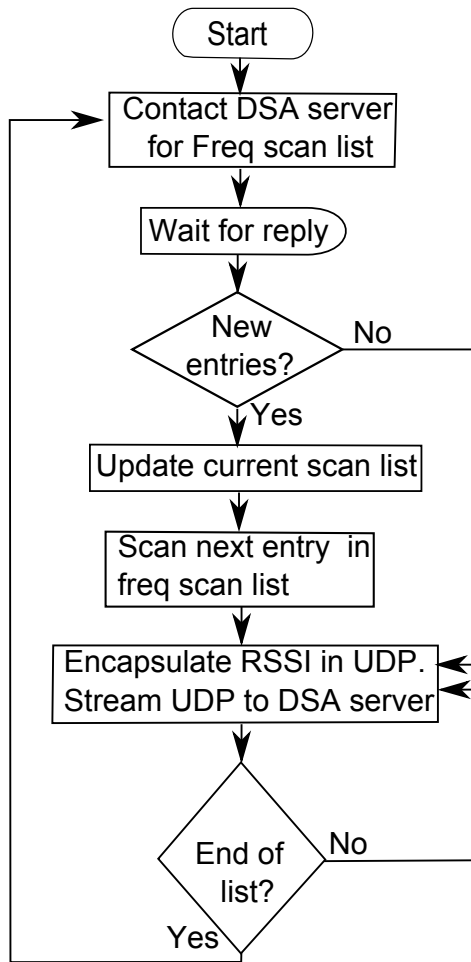 Start
Contact DSA server
for Freq scan list
Wait for reply
New
entries?
No
Yes
Update current scan list
Scan next entry in
freq scan list
Encapsulate RSSI in UDP.
Stream UDP to DSA server
End of
list?
No
Yes